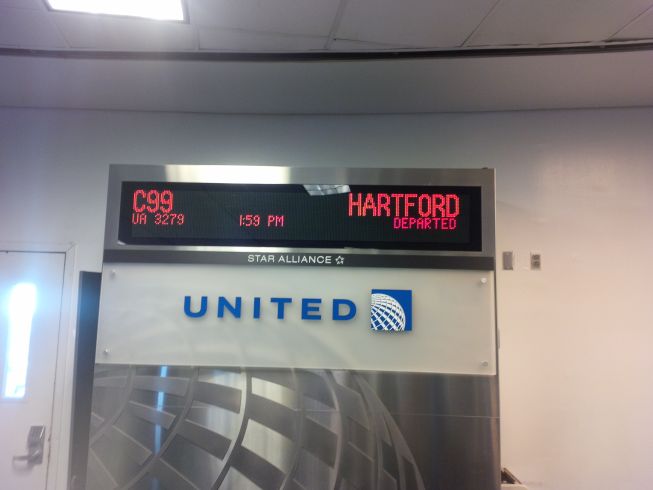 C99 HARTFORD
UA 3279 1:59 PM DEPARTED
STAR ALLIANCE
UNITED